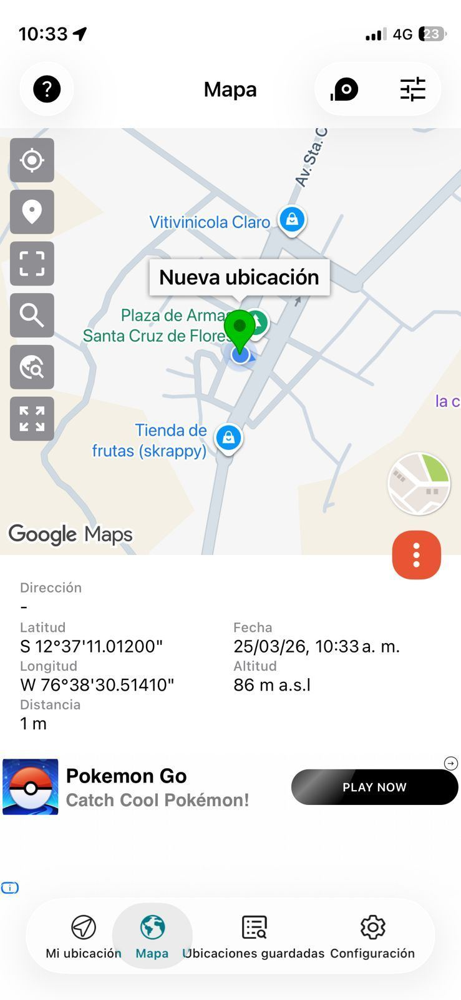 10:33
4G
23
?
Mapa
Av. Sta. C
Vitivinicola Claro
Nueva ubicación
Plaza de Armas
Santa Cruz de Flores
la c
Tienda de
frutas (skrappy)
Google Maps
Dirección
-
Latitud
S 12°37'11.01200"
Fecha
25/03/26, 10:33 a. m.
Longitud
W 76°38'30.51410"
Altitud
86 m a.s.l
Distancia
1 m
Pokemon Go
Catch Cool Pokémon!
PLAY NOW
i
Mi ubicación
Mapa
Ubicaciones guardadas
Configuración